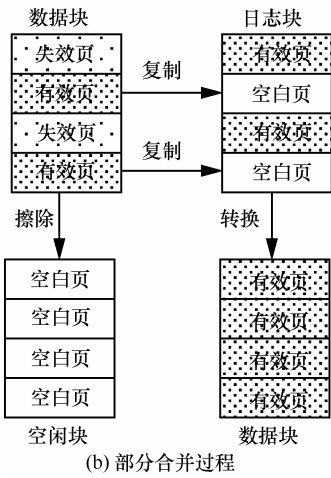 数据块
日志块
失效页
有效页
失效页
有效页
复制
复制
有效页
空白页
有效页
空白页
擦除
转换
空白页
空白页
空白页
空白页
有效页
有效页
有效页
有效页
空闲块
数据块
(b) 部分合并过程